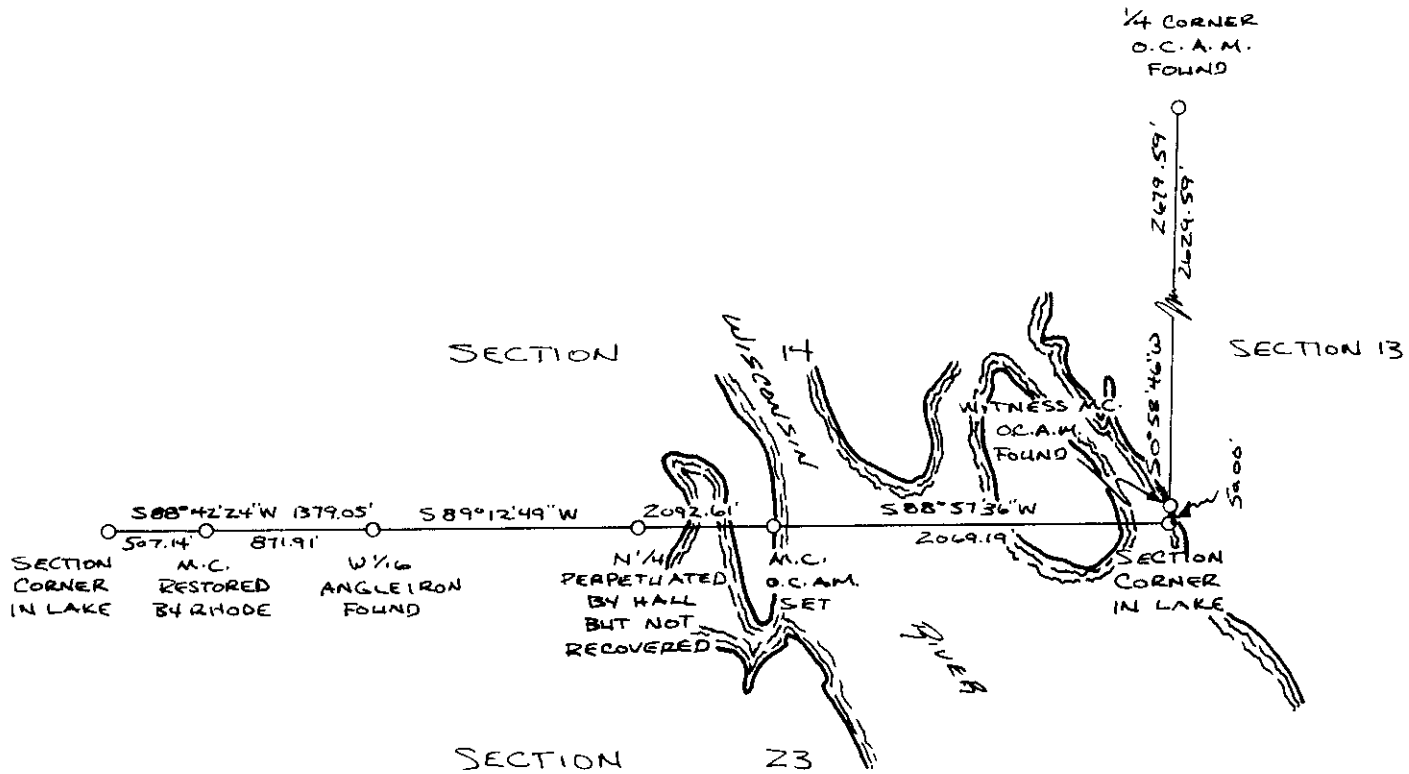 1/4 CORNER
O.C.A.M.
FOUND
2679.59'
2629.59'
S0°58'46"W
50.00'
SECTION 14
WISCONSIN
SECTION 13
WITNESS M.C.
O.C.A.M.
FOUND
S88°42'24"W 1379.05'
S89°12'49"W
2092.61'
S88°57'36"W
507.14'
871.91'
2069.19
SECTION
CORNER
IN LAKE
M.C.
RESTORED
BY RHODE
W 1/16
ANGLE IRON
FOUND
N 1/4
PERPETUATED
BY HALL
BUT NOT
RECOVERED
M.C.
O.C.A.M.
SET
SECTION
CORNER
IN LAKE
RIVER
SECTION 23